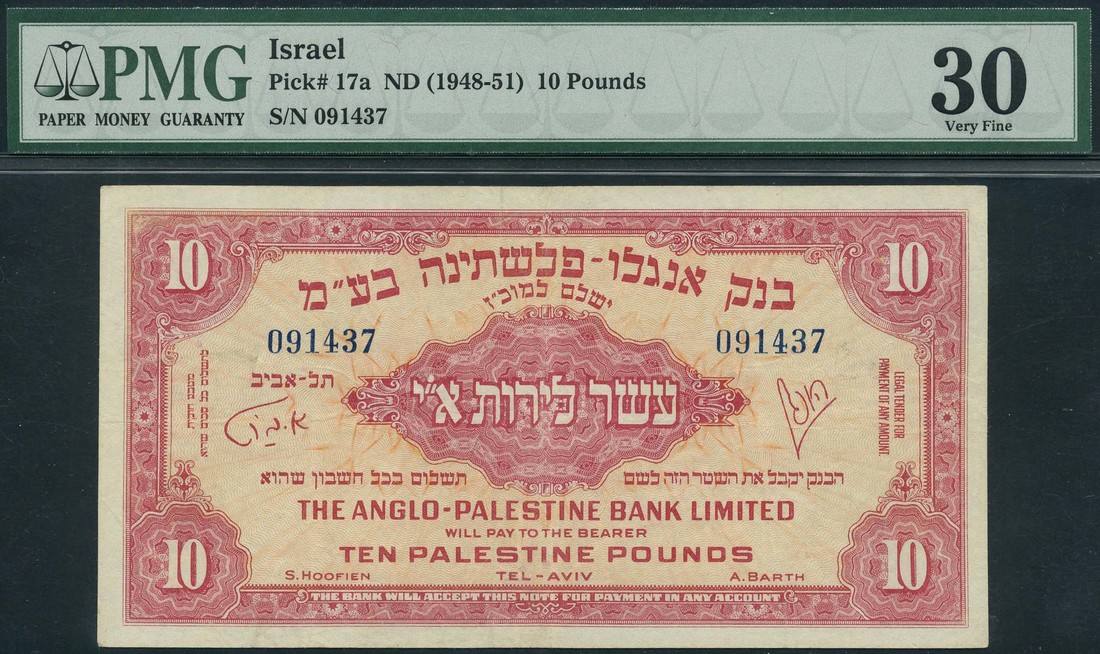 PMG
PAPER MONEY GUARANTY
Israel
Pick# 17a ND (1948-51) 10 Pounds
S/N 091437
30
Very Fine
10
10
בנק אנגלו-פלשתינה בע״מ
ישלם למוכ״ז
091437
091437
תל-אביב
עשר לירות א״י
LEGAL TENDER FOR
PAYMENT OF ANY AMOUNT
הבנק יקבל את השטר הזה לשם
תשלום בכל חשבון שהוא
THE ANGLO-PALESTINE BANK LIMITED
WILL PAY TO THE BEARER
TEN PALESTINE POUNDS
10
10
S. HOOFIEN
TEL-AVIV
A. BARTH
THE BANK WILL ACCEPT THIS NOTE FOR PAYMENT IN ANY ACCOUNT